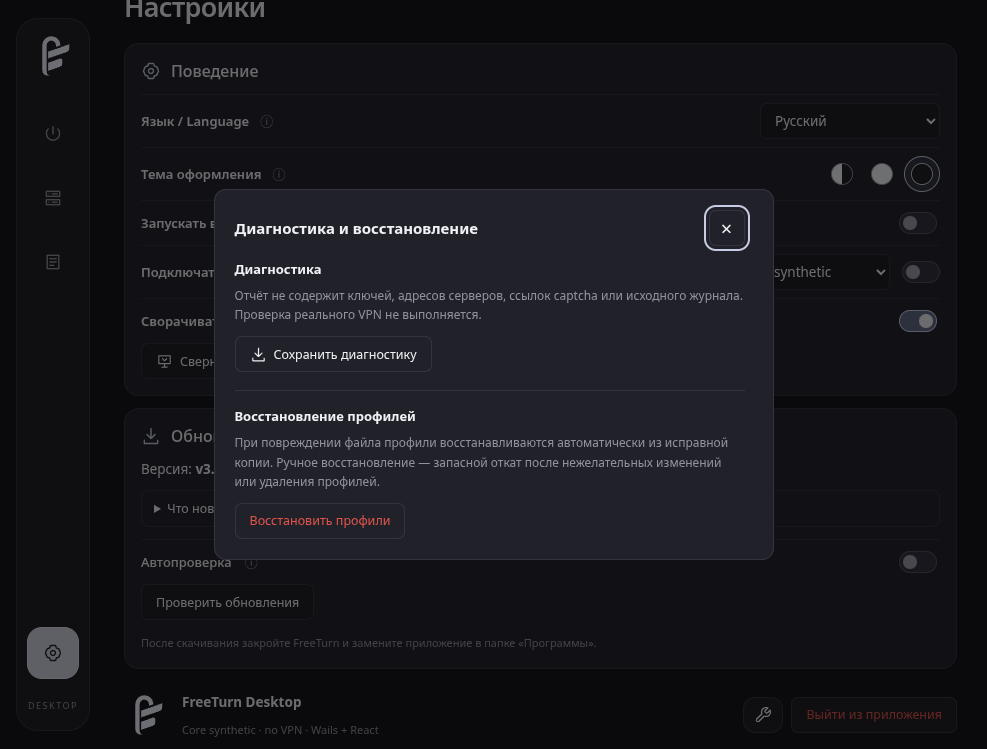 Настройки
Поведение
Язык / Language
Русский
Тема оформления
Запускать в
Подключат
synthetic
Сворачиват
Сверн
Диагностика и восстановление
Диагностика
Отчёт не содержит ключей, адресов серверов, ссылок captcha или исходного журнала.
Проверка реального VPN не выполняется.
Сохранить диагностику
Восстановление профилей
При повреждении файла профили восстанавливаются автоматически из исправной
копии. Ручное восстановление — запасной откат после нежелательных изменений
или удаления профилей.
Восстановить профили
Обнов
Версия: v3.
Что нов
Автопроверка
Проверить обновления
После скачивания закройте FreeTurn и замените приложение в папке «Программы».
DESKTOP
FreeTurn Desktop
Core synthetic · no VPN · Wails + React
Выйти из приложения